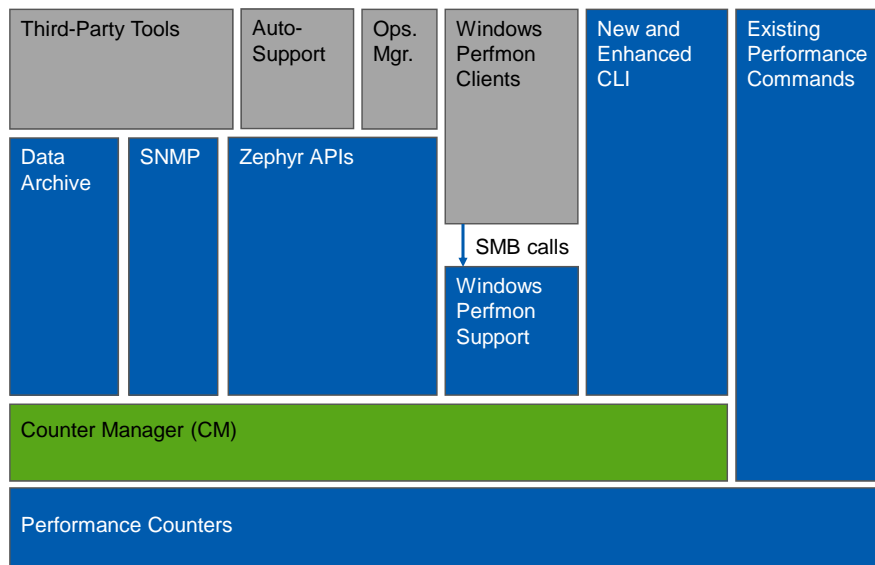 Third-Party Tools
Auto-
Support
Ops.
Mgr.
Windows
Perfmon
Clients
New and
Enhanced
CLI
Existing
Performance
Commands
Data
Archive
SNMP
Zephyr APIs
SMB calls
Windows
Perfmon
Support
Counter Manager (CM)
Performance Counters